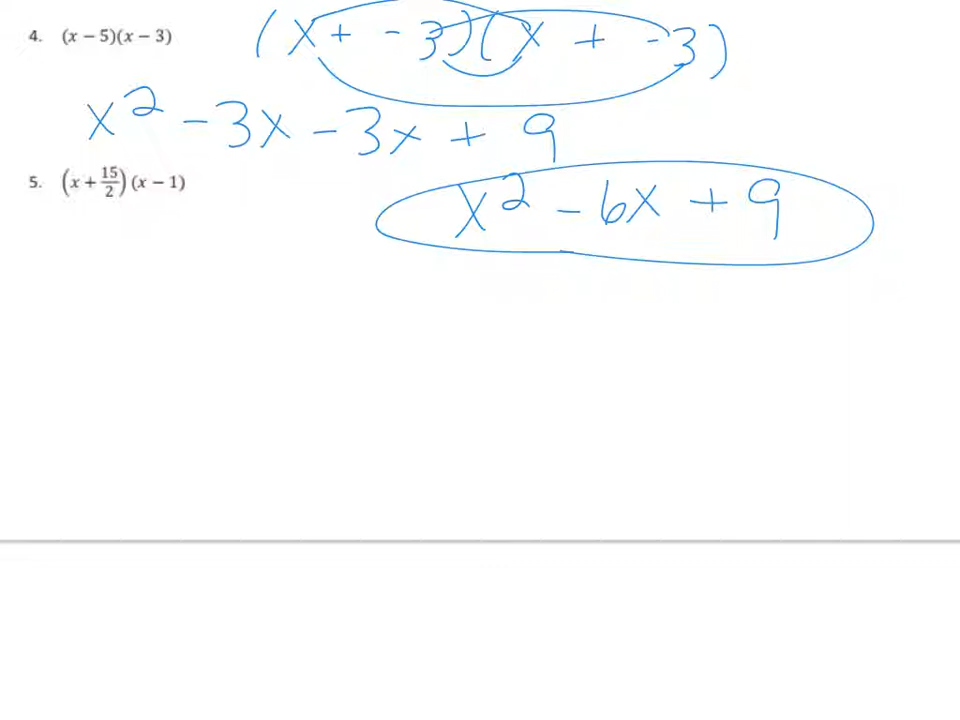 4. (x – 5)(x – 3) (x + - 3)(x + -3)
x² - 3x - 3x + 9
5. (x + 15/2)(x – 1)
x² - 6x + 9